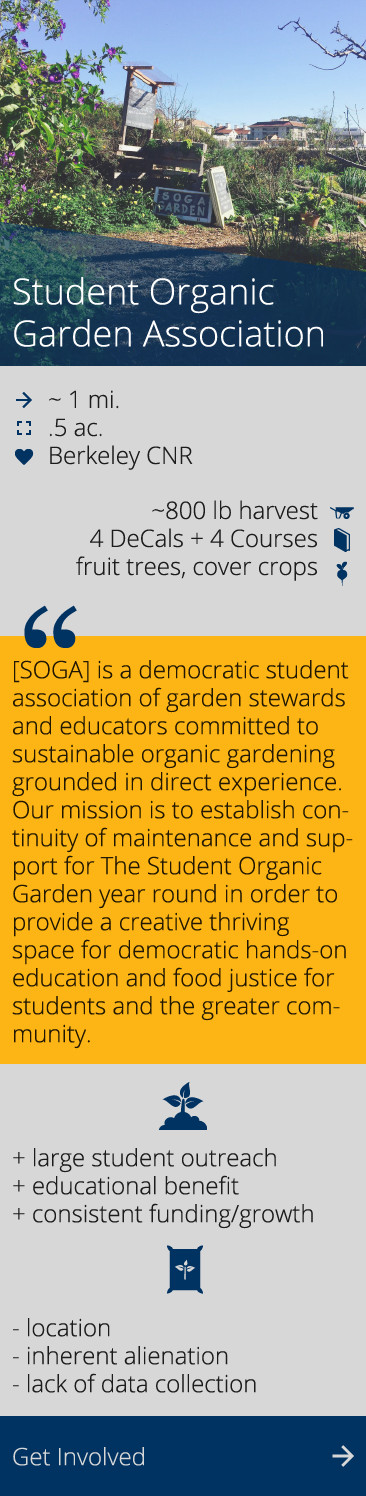 SOGA
GARDEN
Student Organic
Garden Association
~ 1 mi.
.5 ac.
Berkeley CNR
~800 lb harvest
4 DeCals + 4 Courses
fruit trees, cover crops
“
[SOGA] is a democratic student
association of garden stewards
and educators committed to
sustainable organic gardening
grounded in direct experience.
Our mission is to establish con-
tinuity of maintenance and sup-
port for The Student Organic
Garden year round in order to
provide a creative thriving
space for democratic hands-on
education and food justice for
students and the greater com-
munity.
+ large student outreach
+ educational benefit
+ consistent funding/growth
- location
- inherent alienation
- lack of data collection
Get Involved